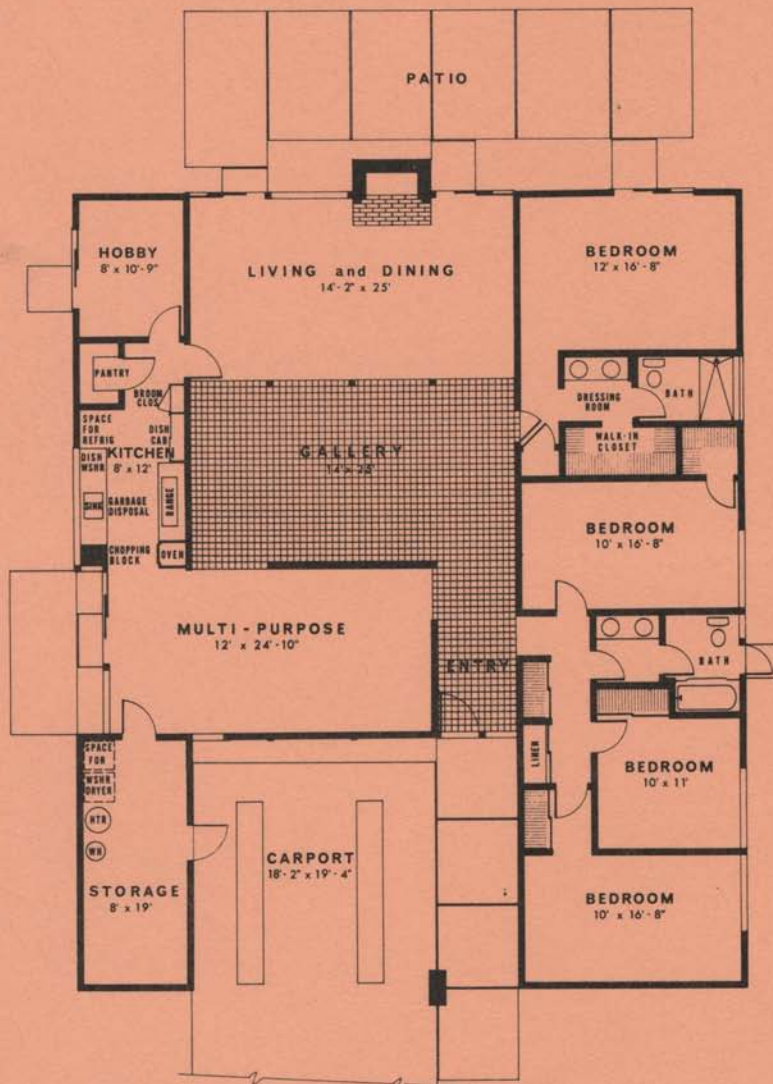 PATIO
HOBBY
8' x 10'-9"
LIVING and DINING
14'-2" x 25'
BEDROOM
12' x 16'-8"
PANTRY
BROOM
CLOS
DRESSING
ROOM
BATH
SPACE
FOR
REFRIG
DISH
CAB
WALK-IN
CLOSET
GALLERY
14' x 25'
KITCHEN
8' x 12'
DISH
WSHR
SINK
GARBAGE
DISPOSAL
RANGE
BEDROOM
10' x 16'-8"
CHOPPING
BLOCK
OVEN
MULTI-PURPOSE
12' x 24'-10"
ENTRY
BATH
SPACE
FOR
WSHR
DRYER
LINEN
BEDROOM
10' x 11'
HTR
WH
CARPORT
18'-2" x 19'-4"
STORAGE
8' x 19'
BEDROOM
10' x 16'-8"